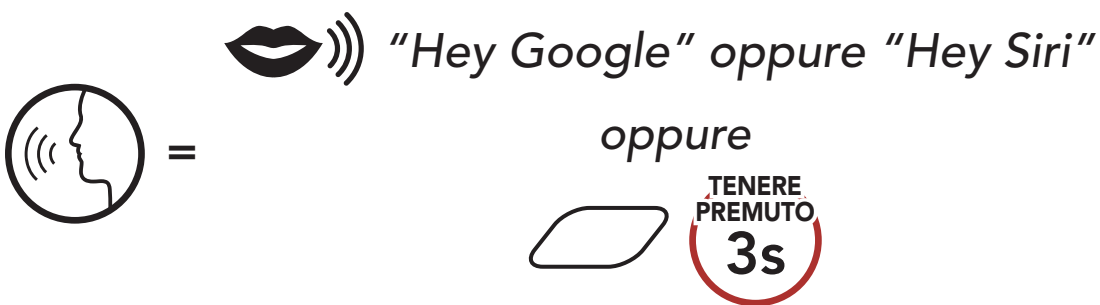 “Hey Google” oppure “Hey Siri”
=
oppure
TENERE
PREMUTO
3s